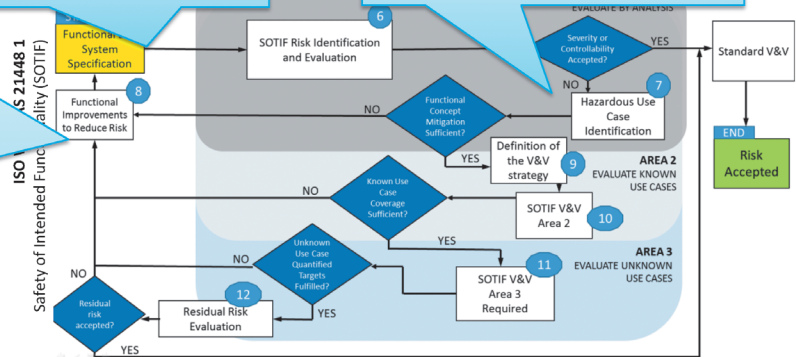 EVALUATE BY ANALYSIS
Functional
System
Specification
6
SOTIF Risk Identification
and Evaluation
Severity or
Controllability
Accepted?
YES
Standard V&V
NO
7
Hazardous Use
Case
Identification
8
Functional
Improvements
to Reduce Risk
NO
Functional
Concept
Mitigation
Sufficient?
YES
Definition of
the V&V
strategy
9
AREA 2
EVALUATE KNOWN
USE CASES
END
Risk
Accepted
NO
Known Use
Case
Coverage
Sufficient?
SOTIF V&V
Area 2
10
YES
AREA 3
EVALUATE UNKNOWN
USE CASES
NO
Unknown
Use Case
Quantified
Targets
Fulfilled?
YES
11
SOTIF V&V
Area 3
Required
12
Residual Risk
Evaluation
NO
Residual
risk
accepted?
YES
ISO
AS 21448 1
Safety of Intended Func
ality (SOTIF)